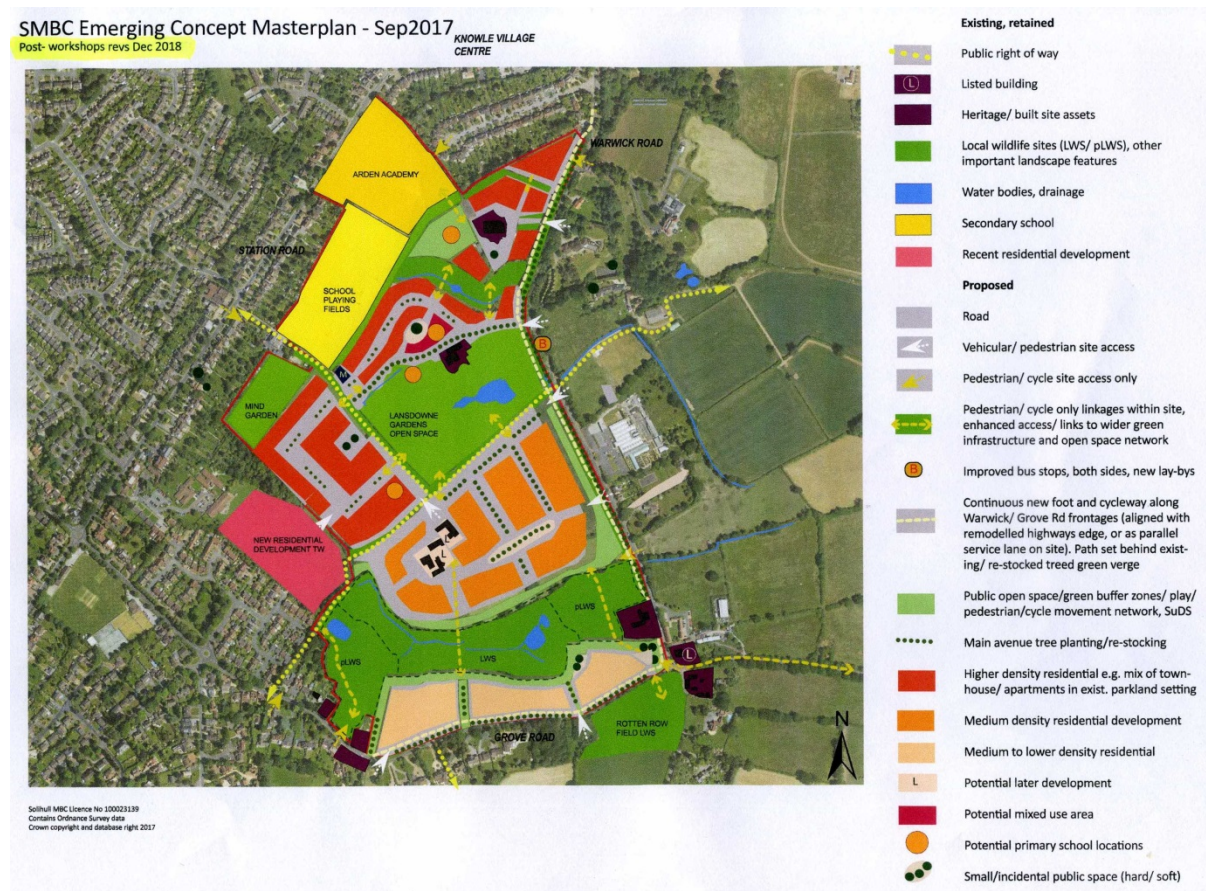 SMBC Emerging Concept Masterplan - Sep2017
Post- workshops revs Dec 2018
KNOWLE VILLAGE
CENTRE
WARWICK ROAD
ARDEN ACADEMY
STATION ROAD
SCHOOL
PLAYING
FIELDS
B
M
MIND
GARDEN
LANSDOWNE
GARDENS
OPEN SPACE
NEW RESIDENTIAL
DEVELOPMENT TW
L
L
pLWS
pLWS
LWS
L
ROTTEN ROW
FIELD LWS
GROVE ROAD
N
Solihull MBC Licence No 100023139
Contains Ordnance Survey data
Crown copyright and database right 2017
Existing, retained
Public right of way
L
Listed building
Heritage/ built site assets
Local wildlife sites (LWS/ pLWS), other
important landscape features
Water bodies, drainage
Secondary school
Recent residential development
Proposed
Road
Vehicular/ pedestrian site access
Pedestrian/ cycle site access only
Pedestrian/ cycle only linkages within site,
enhanced access/ links to wider green
infrastructure and open space network
B
Improved bus stops, both sides, new lay-bys
Continuous new foot and cycleway along
Warwick/ Grove Rd frontages (aligned with
remodelled highways edge, or as parallel
service lane on site). Path set behind exist-
ing/ re-stocked treed green verge
Public open space/green buffer zones/ play/
pedestrian/cycle movement network, SuDS
Main avenue tree planting/re-stocking
Higher density residential e.g. mix of town-
house/ apartments in exist. parkland setting
Medium density residential development
Medium to lower density residential
L
Potential later development
Potential mixed use area
Potential primary school locations
Small/incidental public space (hard/ soft)